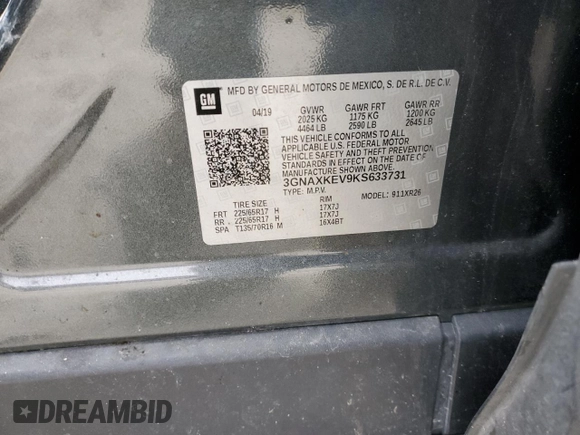 GM
MFD BY GENERAL MOTORS DE MEXICO, S. DE R.L. DE C.V.
04/19 GVWR GAWR FRT GAWR RR
2025 KG 1175 KG 1200 KG
4464 LB 2590 LB 2645 LB
THIS VEHICLE CONFORMS TO ALL
APPLICABLE U.S. FEDERAL MOTOR
VEHICLE SAFETY AND THEFT PREVENTION
STANDARDS IN EFFECT ON THE DATE OF
MANUFACTURE SHOWN ABOVE.
3GNAXKEV9KS633731
TYPE: M.P.V. MODEL: 911XR26
TIRE SIZE RIM
FRT 225/65R17 H 17X7J
RR 225/65R17 H 17X7J
SPA T135/70R16 M 16X4BT
DREAMBID